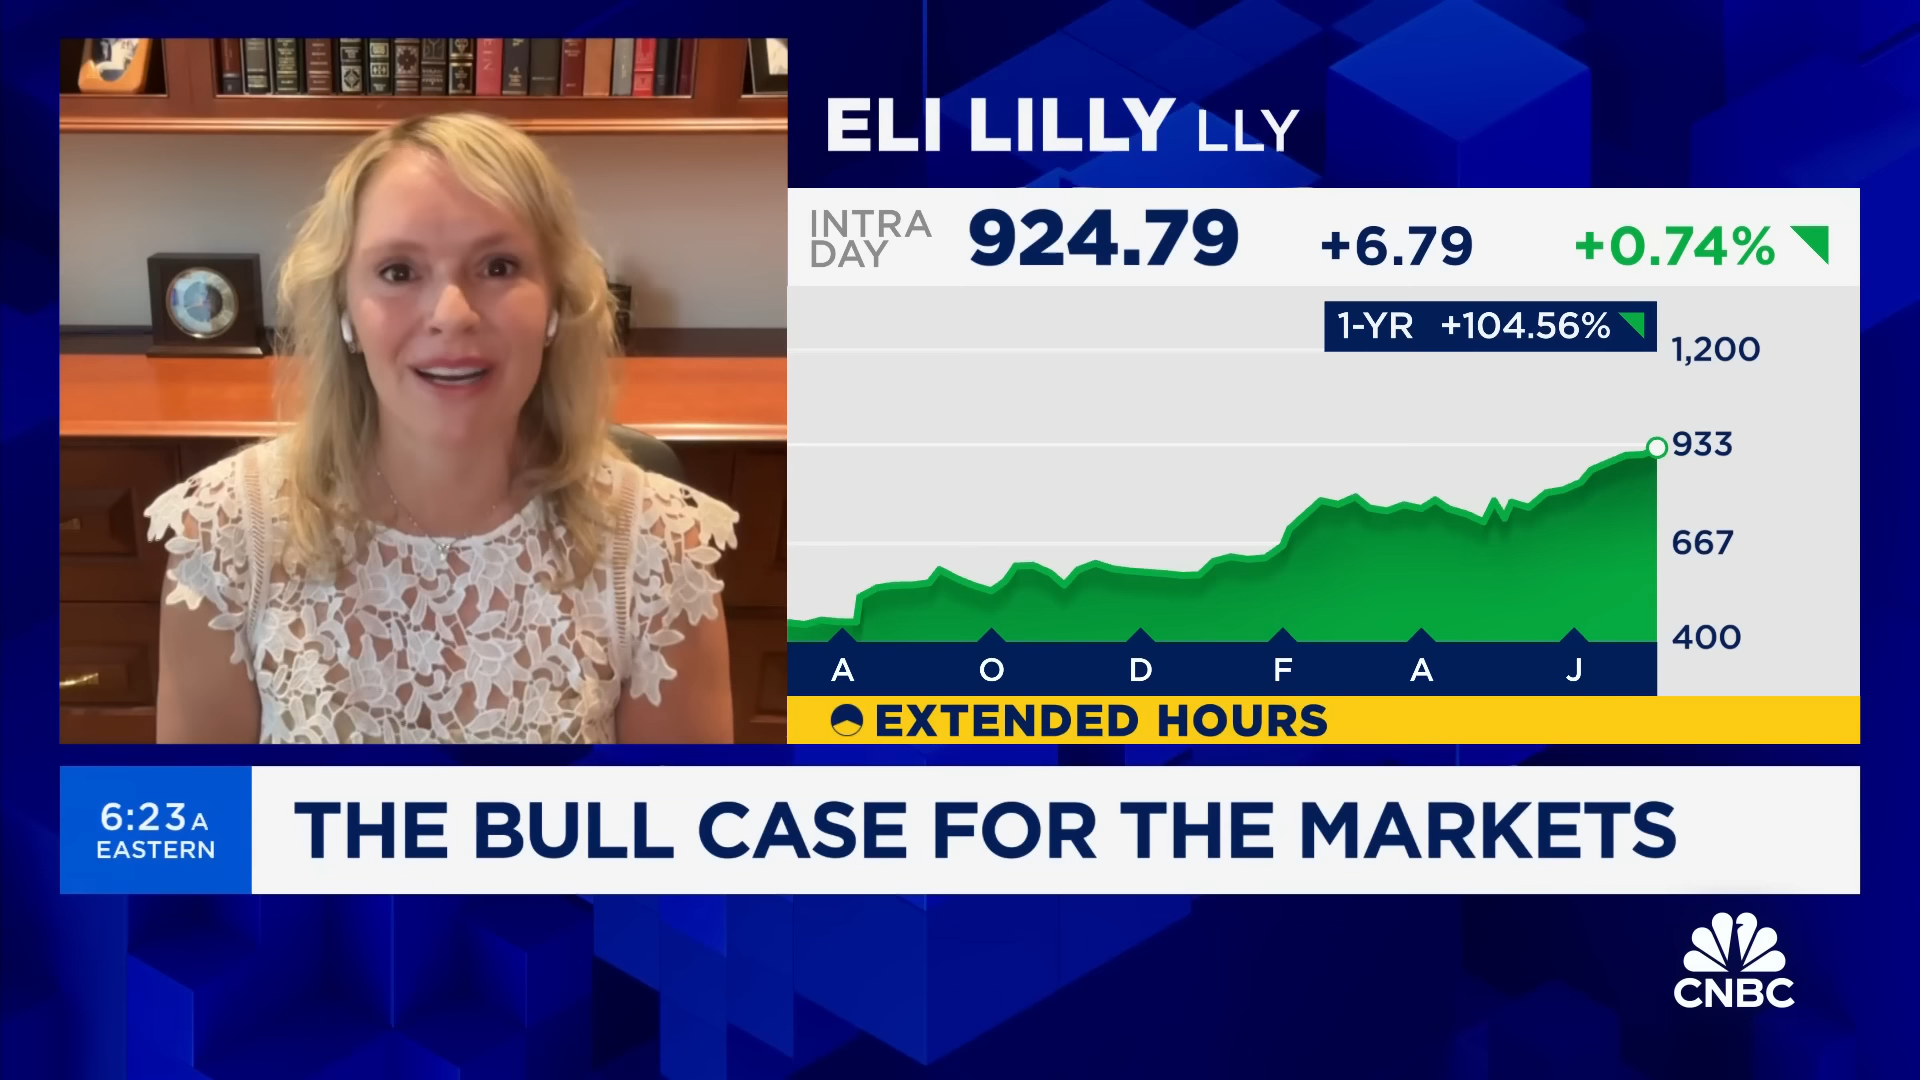 ELI LILLY LLY
INTRA
DAY
924.79 +6.79 +0.74%
1-YR +104.56%
1,200
933
667
400
A O D F A J
EXTENDED HOURS
6:23A
EASTERN
THE BULL CASE FOR THE MARKETS
CNBC